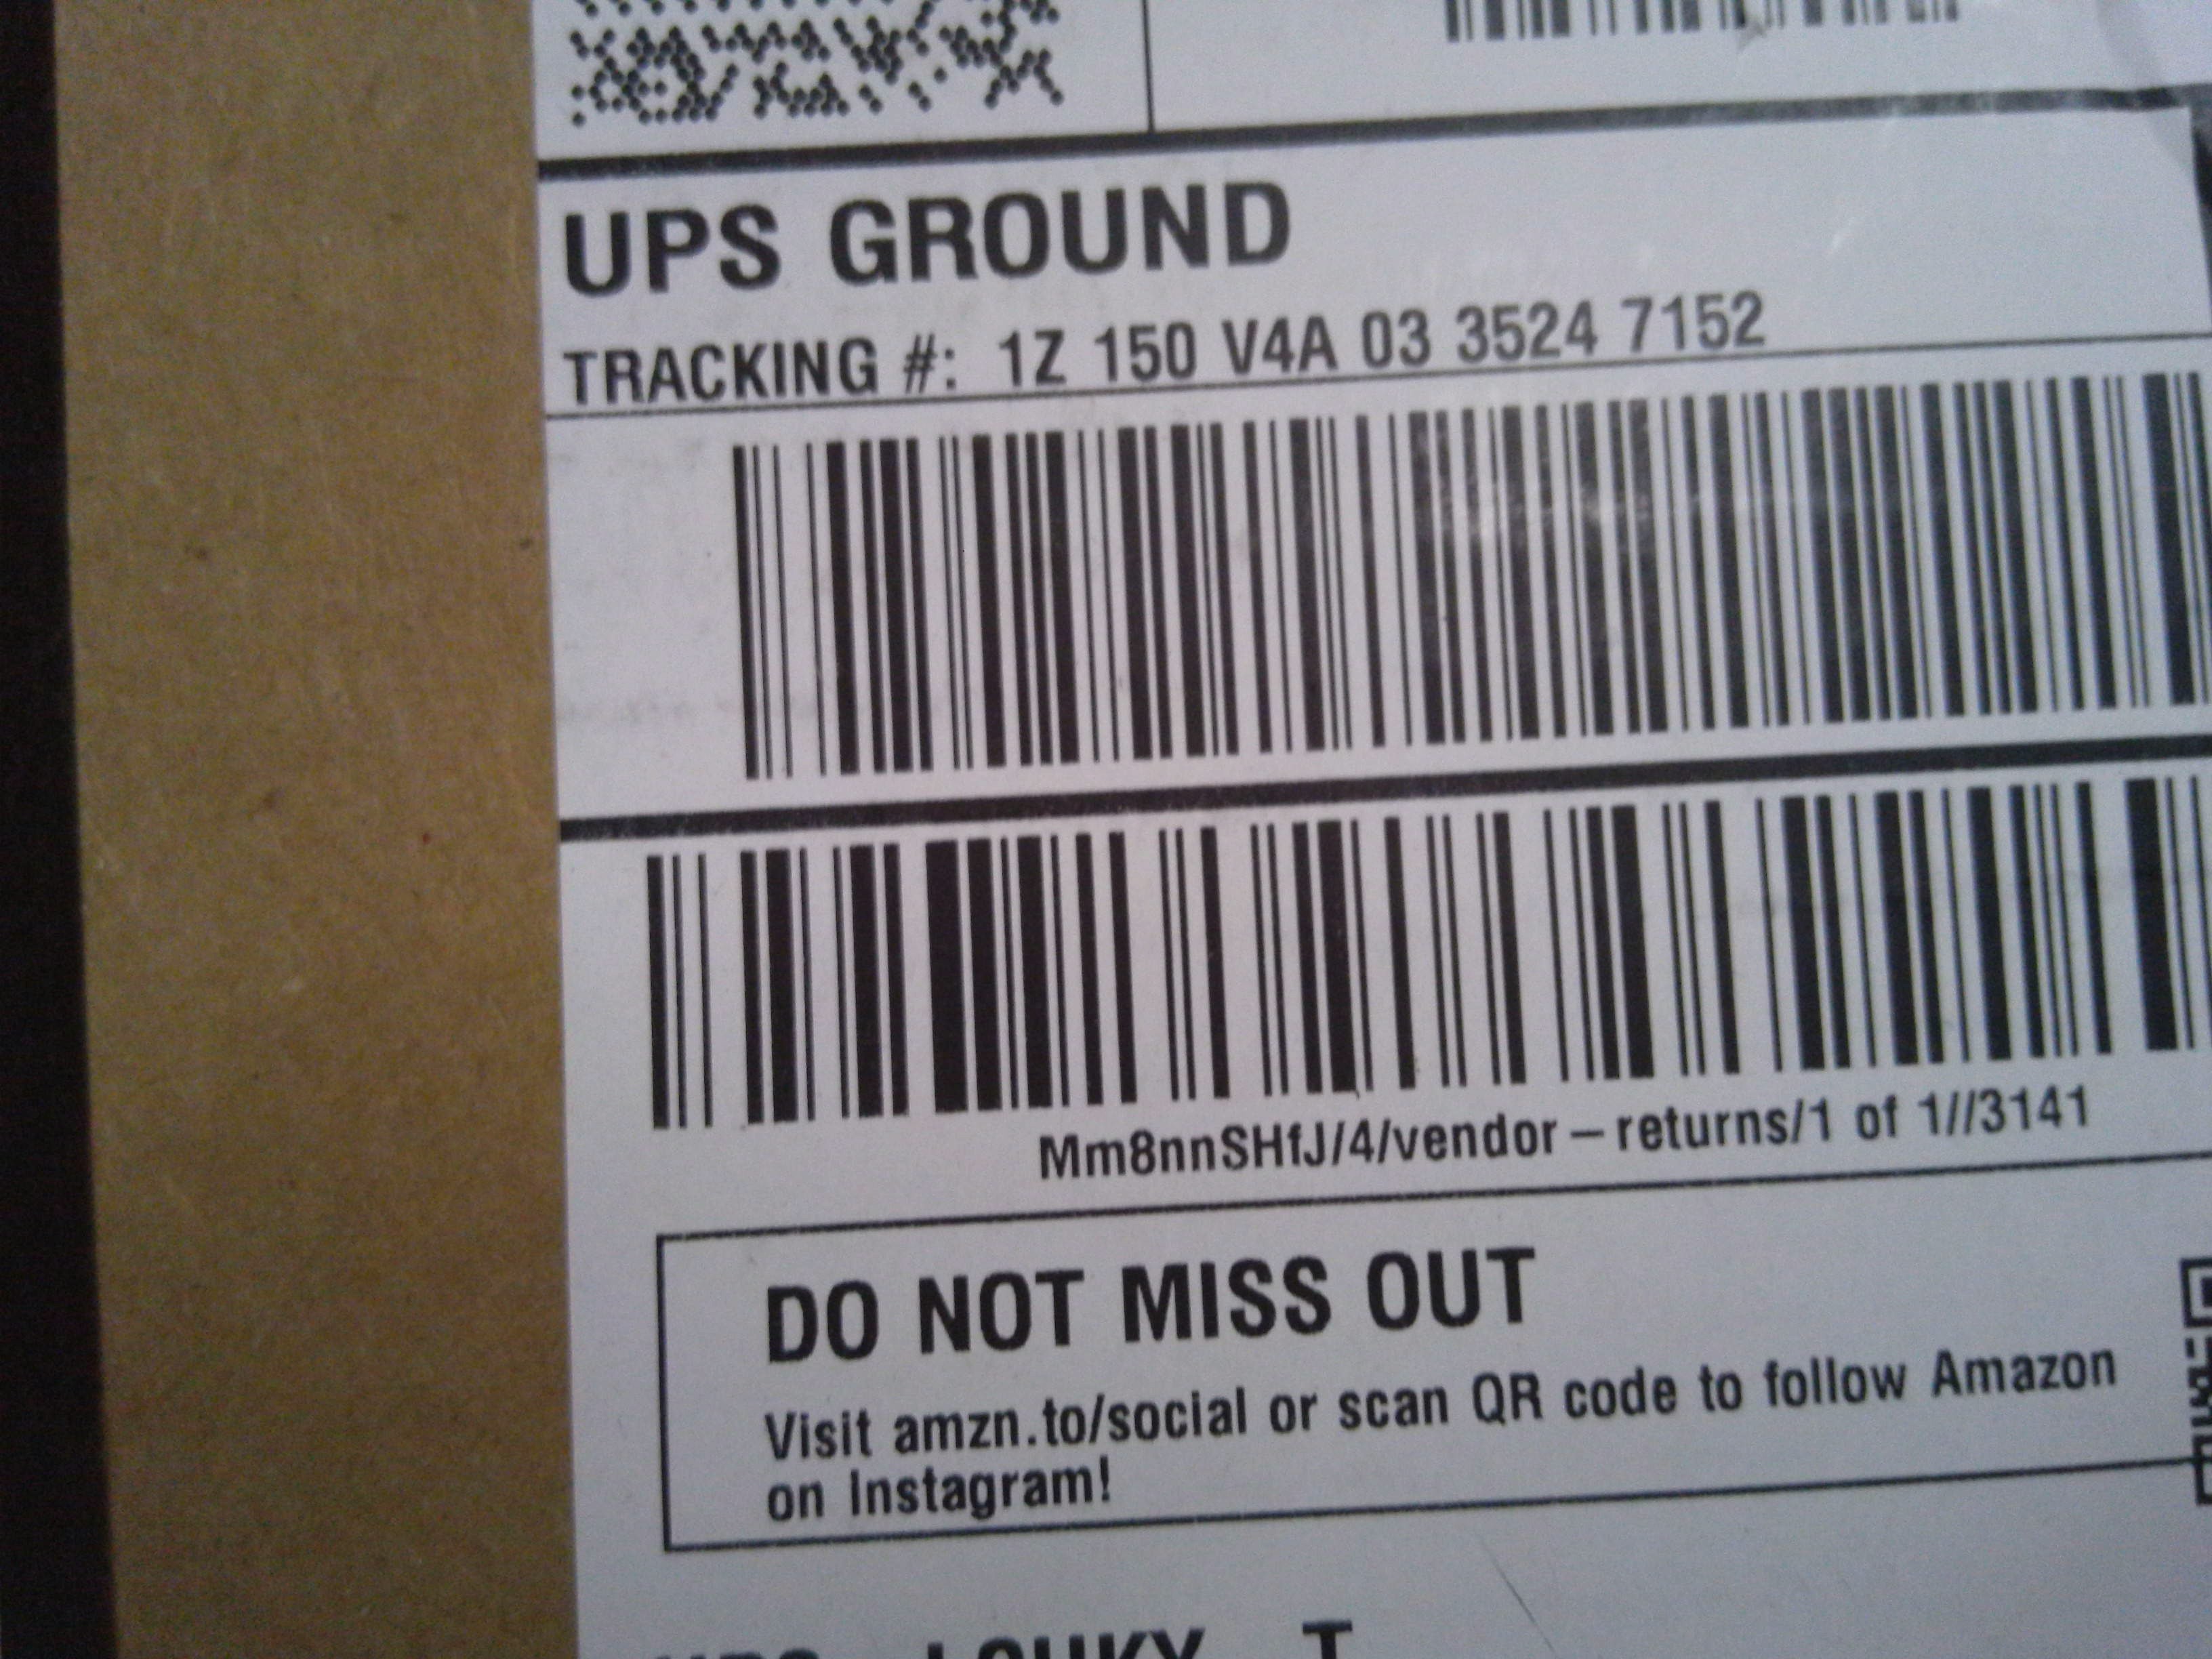 UPS GROUND
TRACKING #: 1Z 150 V4A 03 3524 7152
Mm8nnSHfJ/4/vendor-returns/1 of 1//3141
DO NOT MISS OUT
Visit amzn.to/social or scan QR code to follow Amazon
on Instagram!